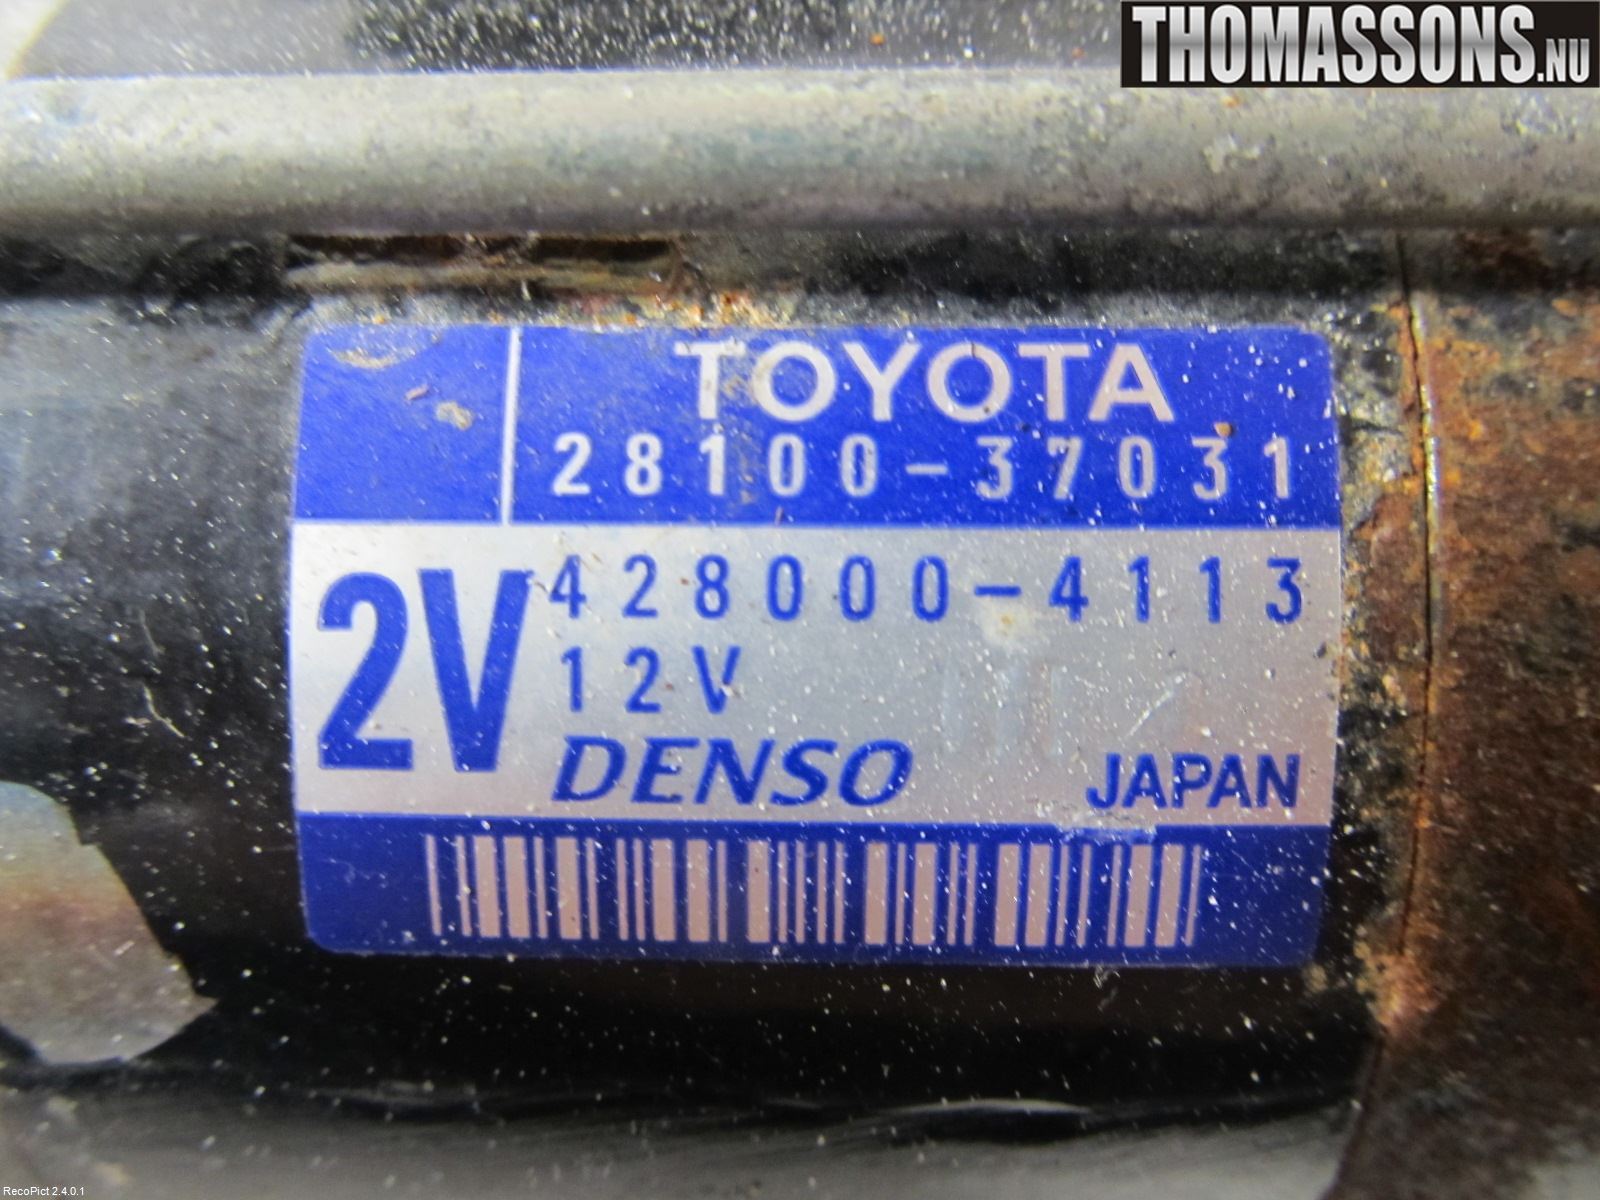 THOMASSONS.NU
TOYOTA
28100-37031
2V
428000-4113
12V
DENSO
JAPAN
RecoPict 2.4.0.1